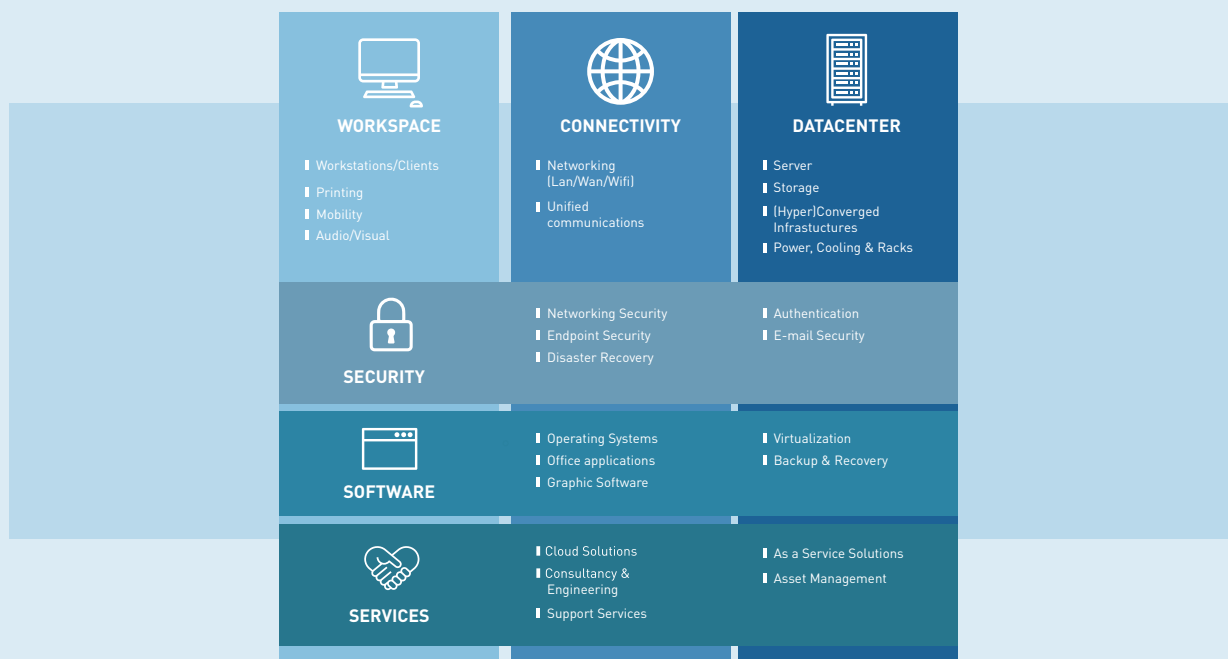 WORKSPACE
Workstations/Clients
Printing
Mobility
Audio/Visual
CONNECTIVITY
Networking
(Lan/Wan/Wifi)
Unified
communications
DATACENTER
Server
Storage
(Hyper)Converged
Infrastuctures
Power, Cooling & Racks
SECURITY
Networking Security
Endpoint Security
Disaster Recovery
Authentication
E-mail Security
SOFTWARE
Operating Systems
Office applications
Graphic Software
Virtualization
Backup & Recovery
SERVICES
Cloud Solutions
Consultancy &
Engineering
Support Services
As a Service Solutions
Asset Management